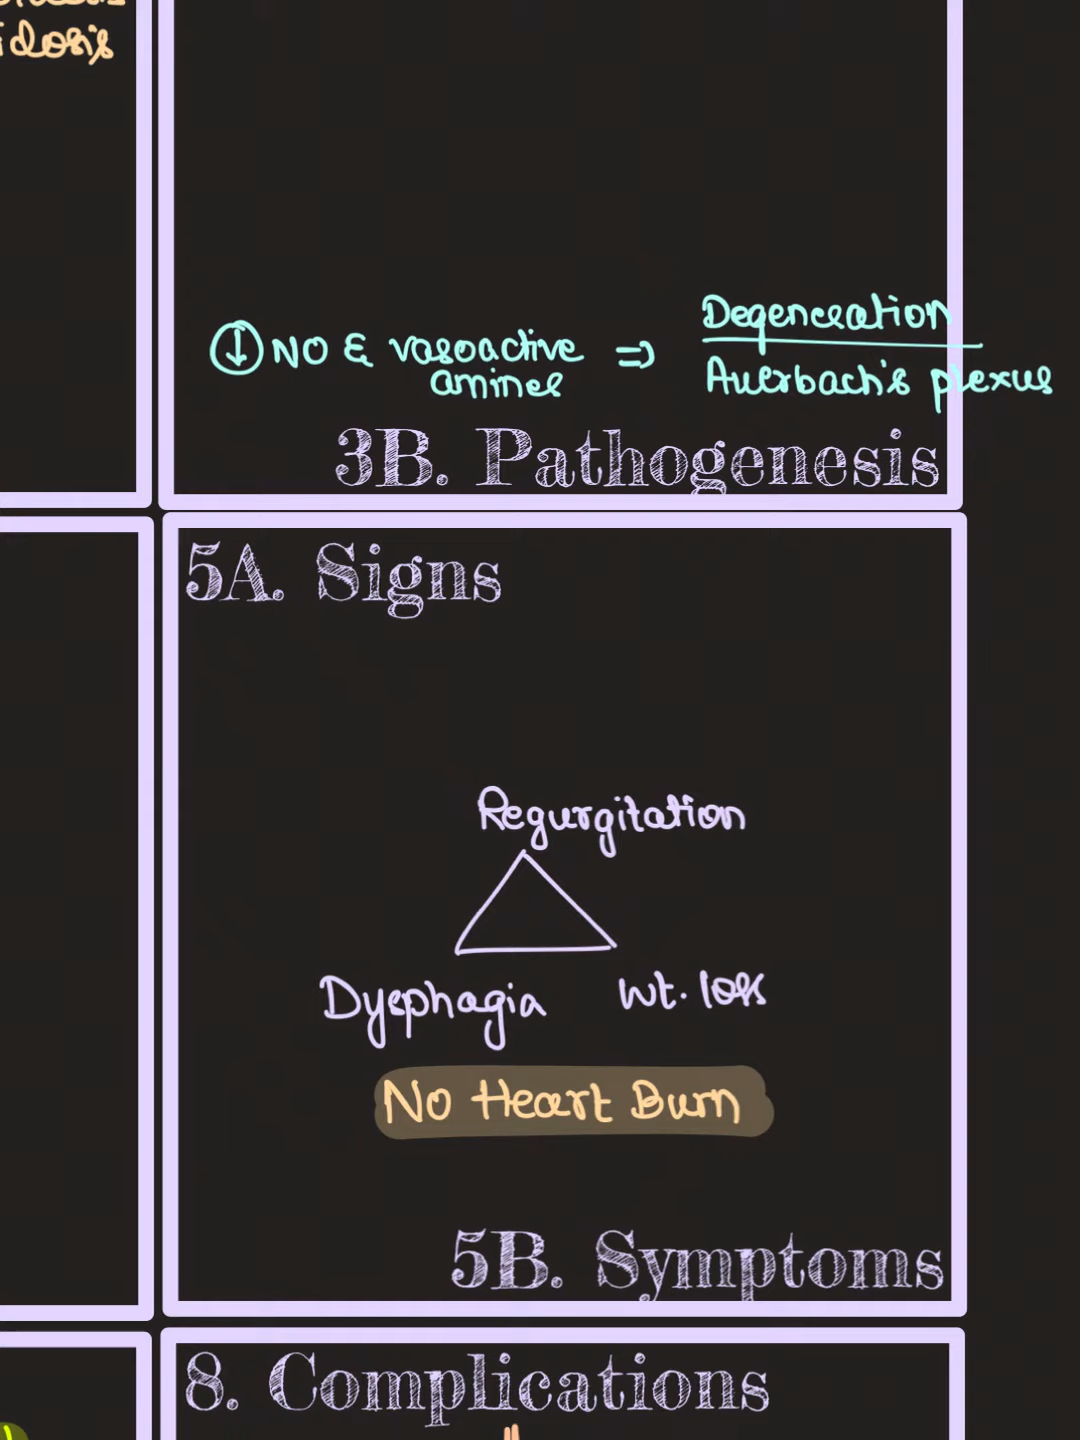 idosis
↓ NO & vasoactive amines ⇒ Degeneration
Auerbach's plexus
3B. Pathogenesis
5A. Signs
Regurgitation
Dysphagia wt. loss
No Heart Burn
5B. Symptoms
8. Complications